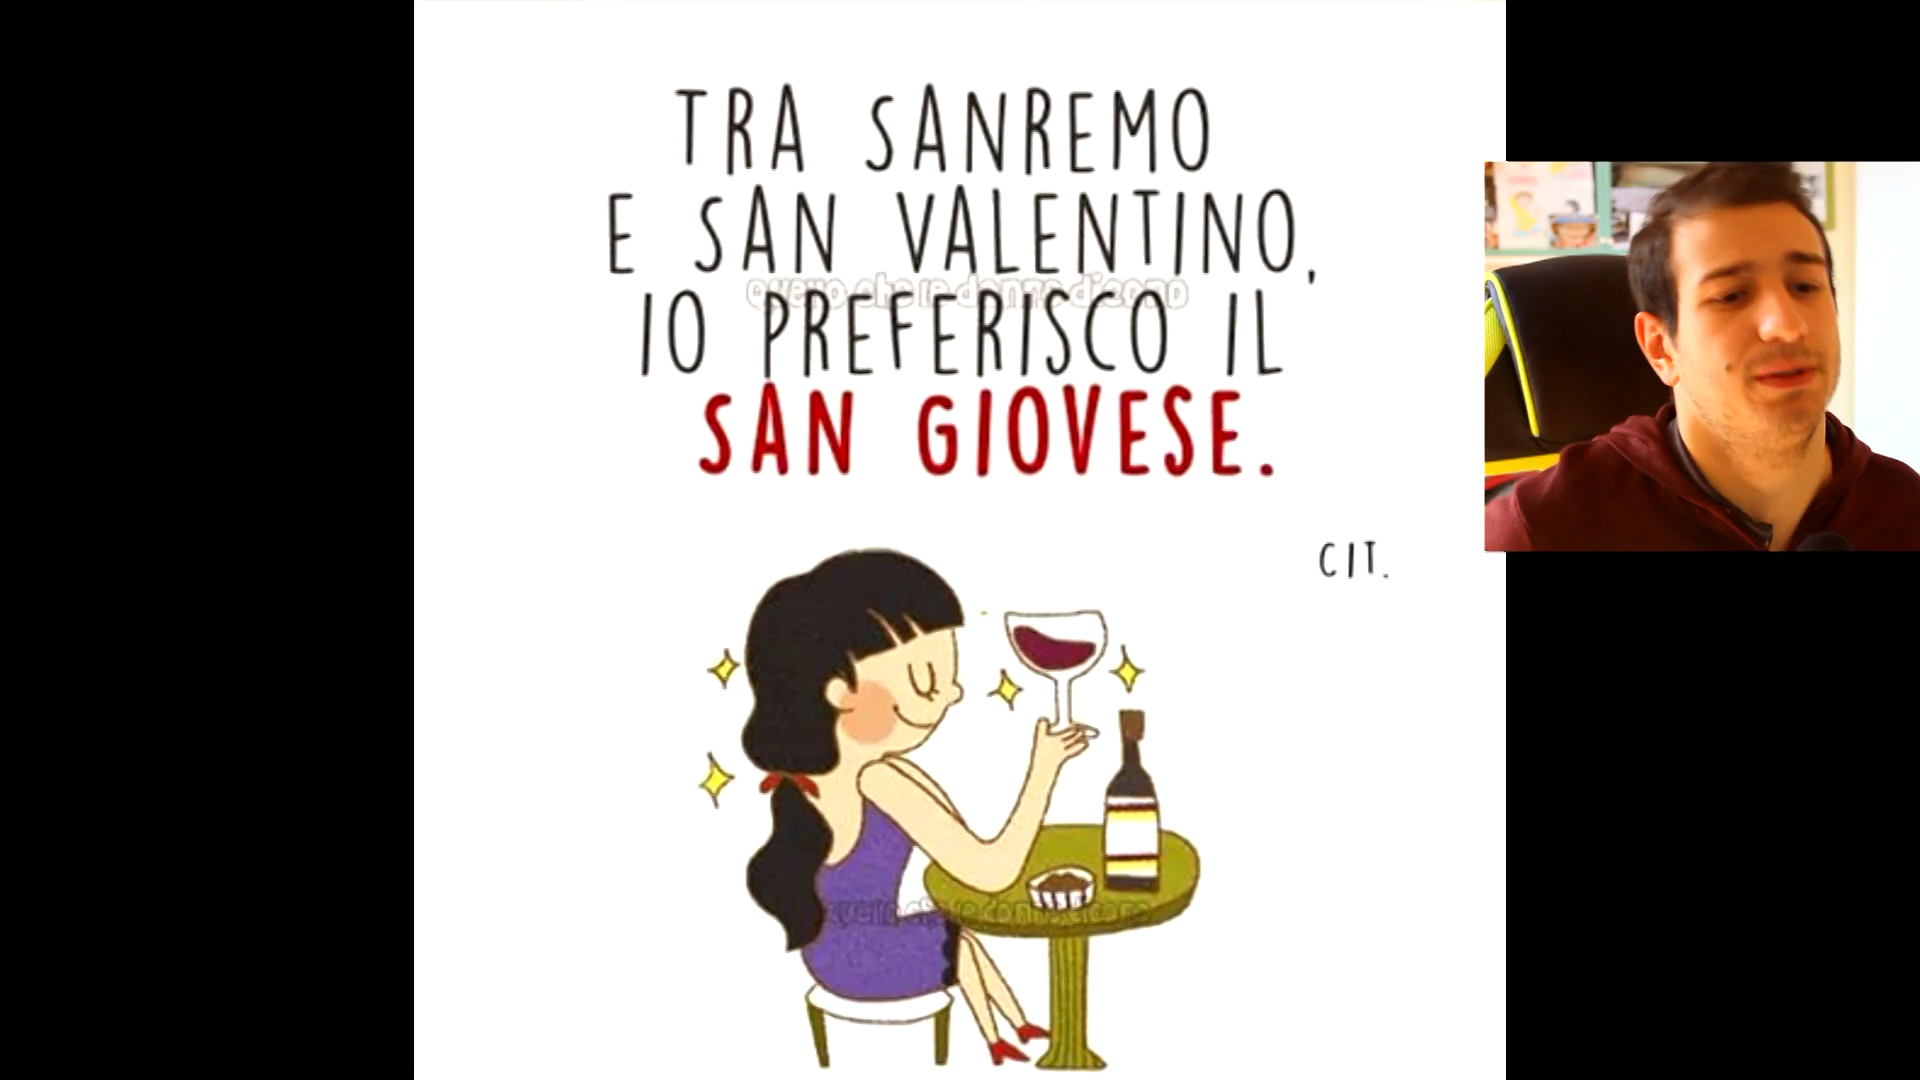 TRA SANREMO
E SAN VALENTINO,
IO PREFERISCO IL
SAN GIOVESE.
CIT.